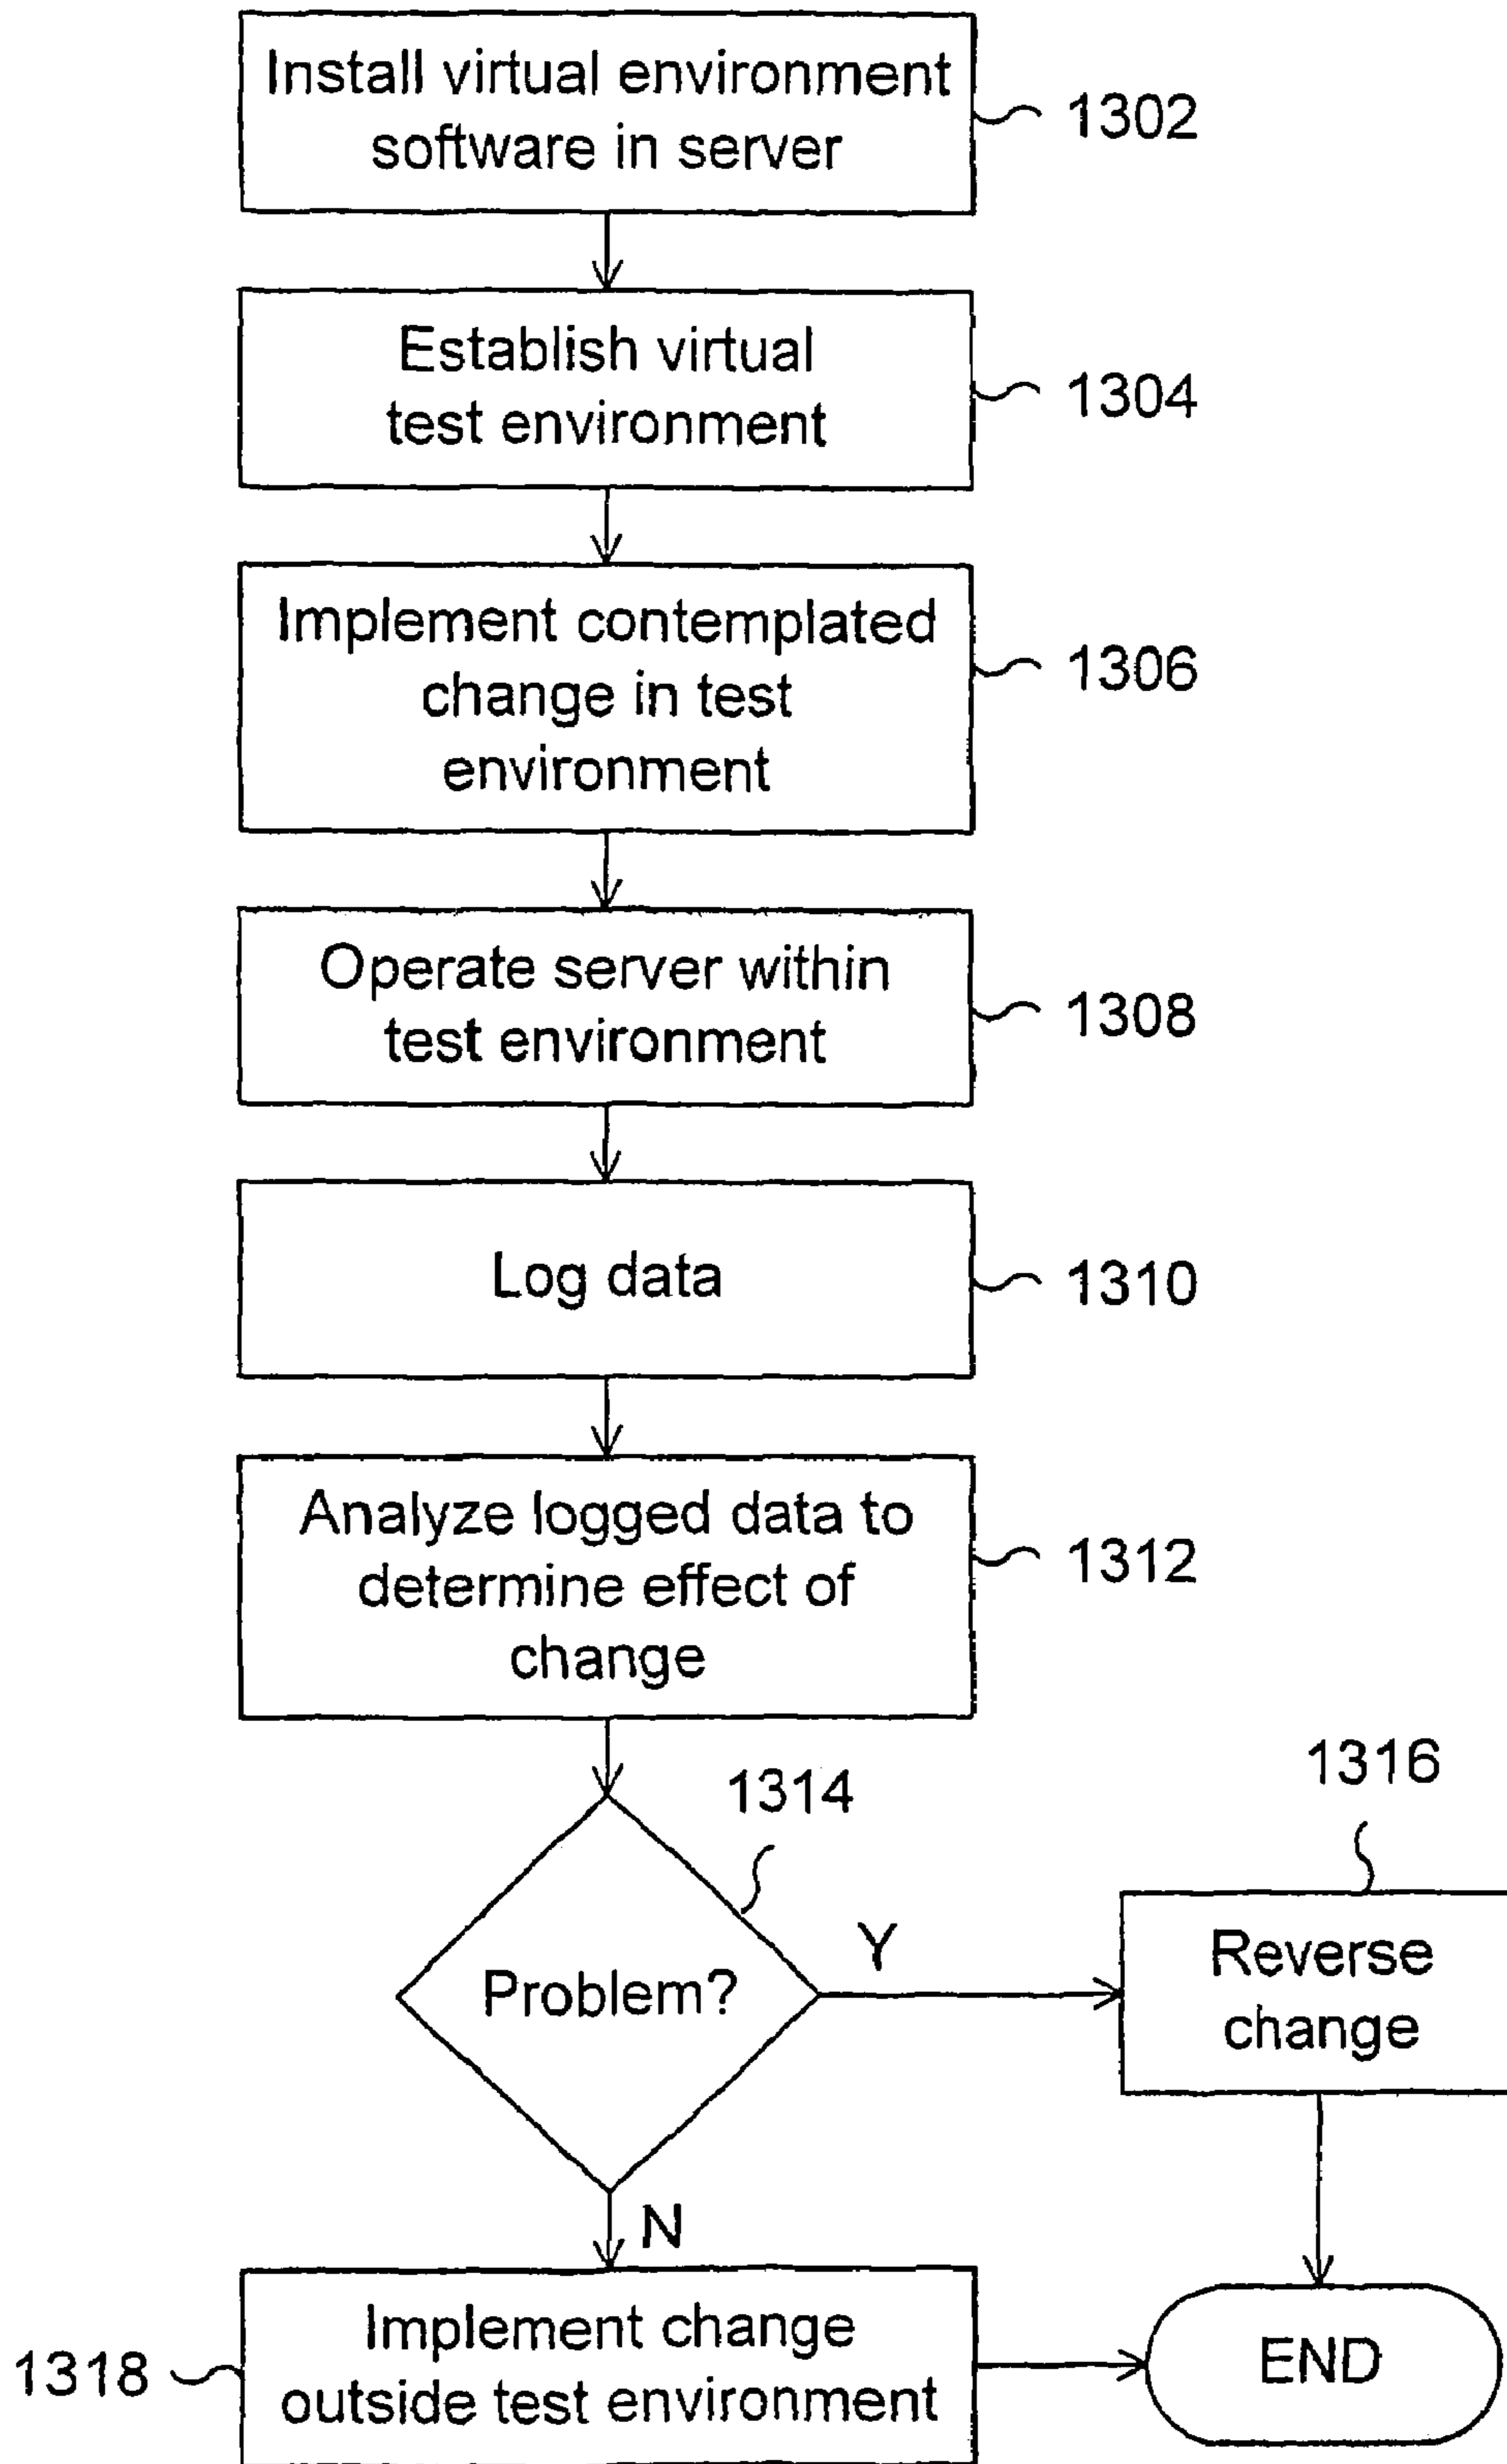 Install virtual environment
software in server
1302
Establish virtual
test environment
1304
Implement contemplated
change in test
environment
1306
Operate server within
test environment
1308
Log data
1310
Analyze logged data to
determine effect of
change
1312
1314
Problem?
Y
N
1316
Reverse
change
1318
Implement change
outside test environment
END